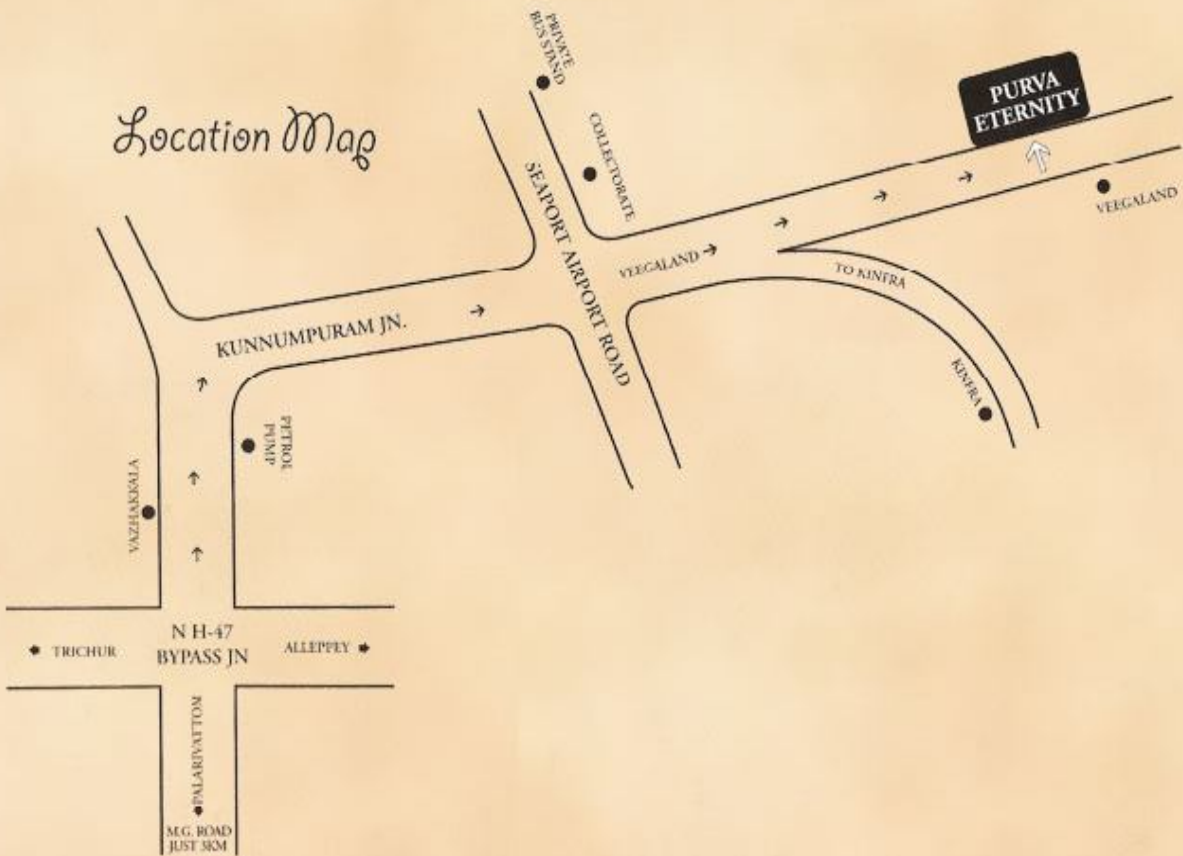 Location Map
PRIVATE
BUS STAND
COLLECTORATE
PURVA
ETERNITY
VEEGALAND
SEAPORT AIRPORT ROAD
VEEGALAND
TO KINFRA
KINFRA
KUNNUMPURAM JN.
PETROL
PUMP
VAZHAKKALA
TRICHUR
N H-47
BYPASS JN
ALLEPPEY
PALARIVATTOM
M.G. ROAD
JUST 3KM